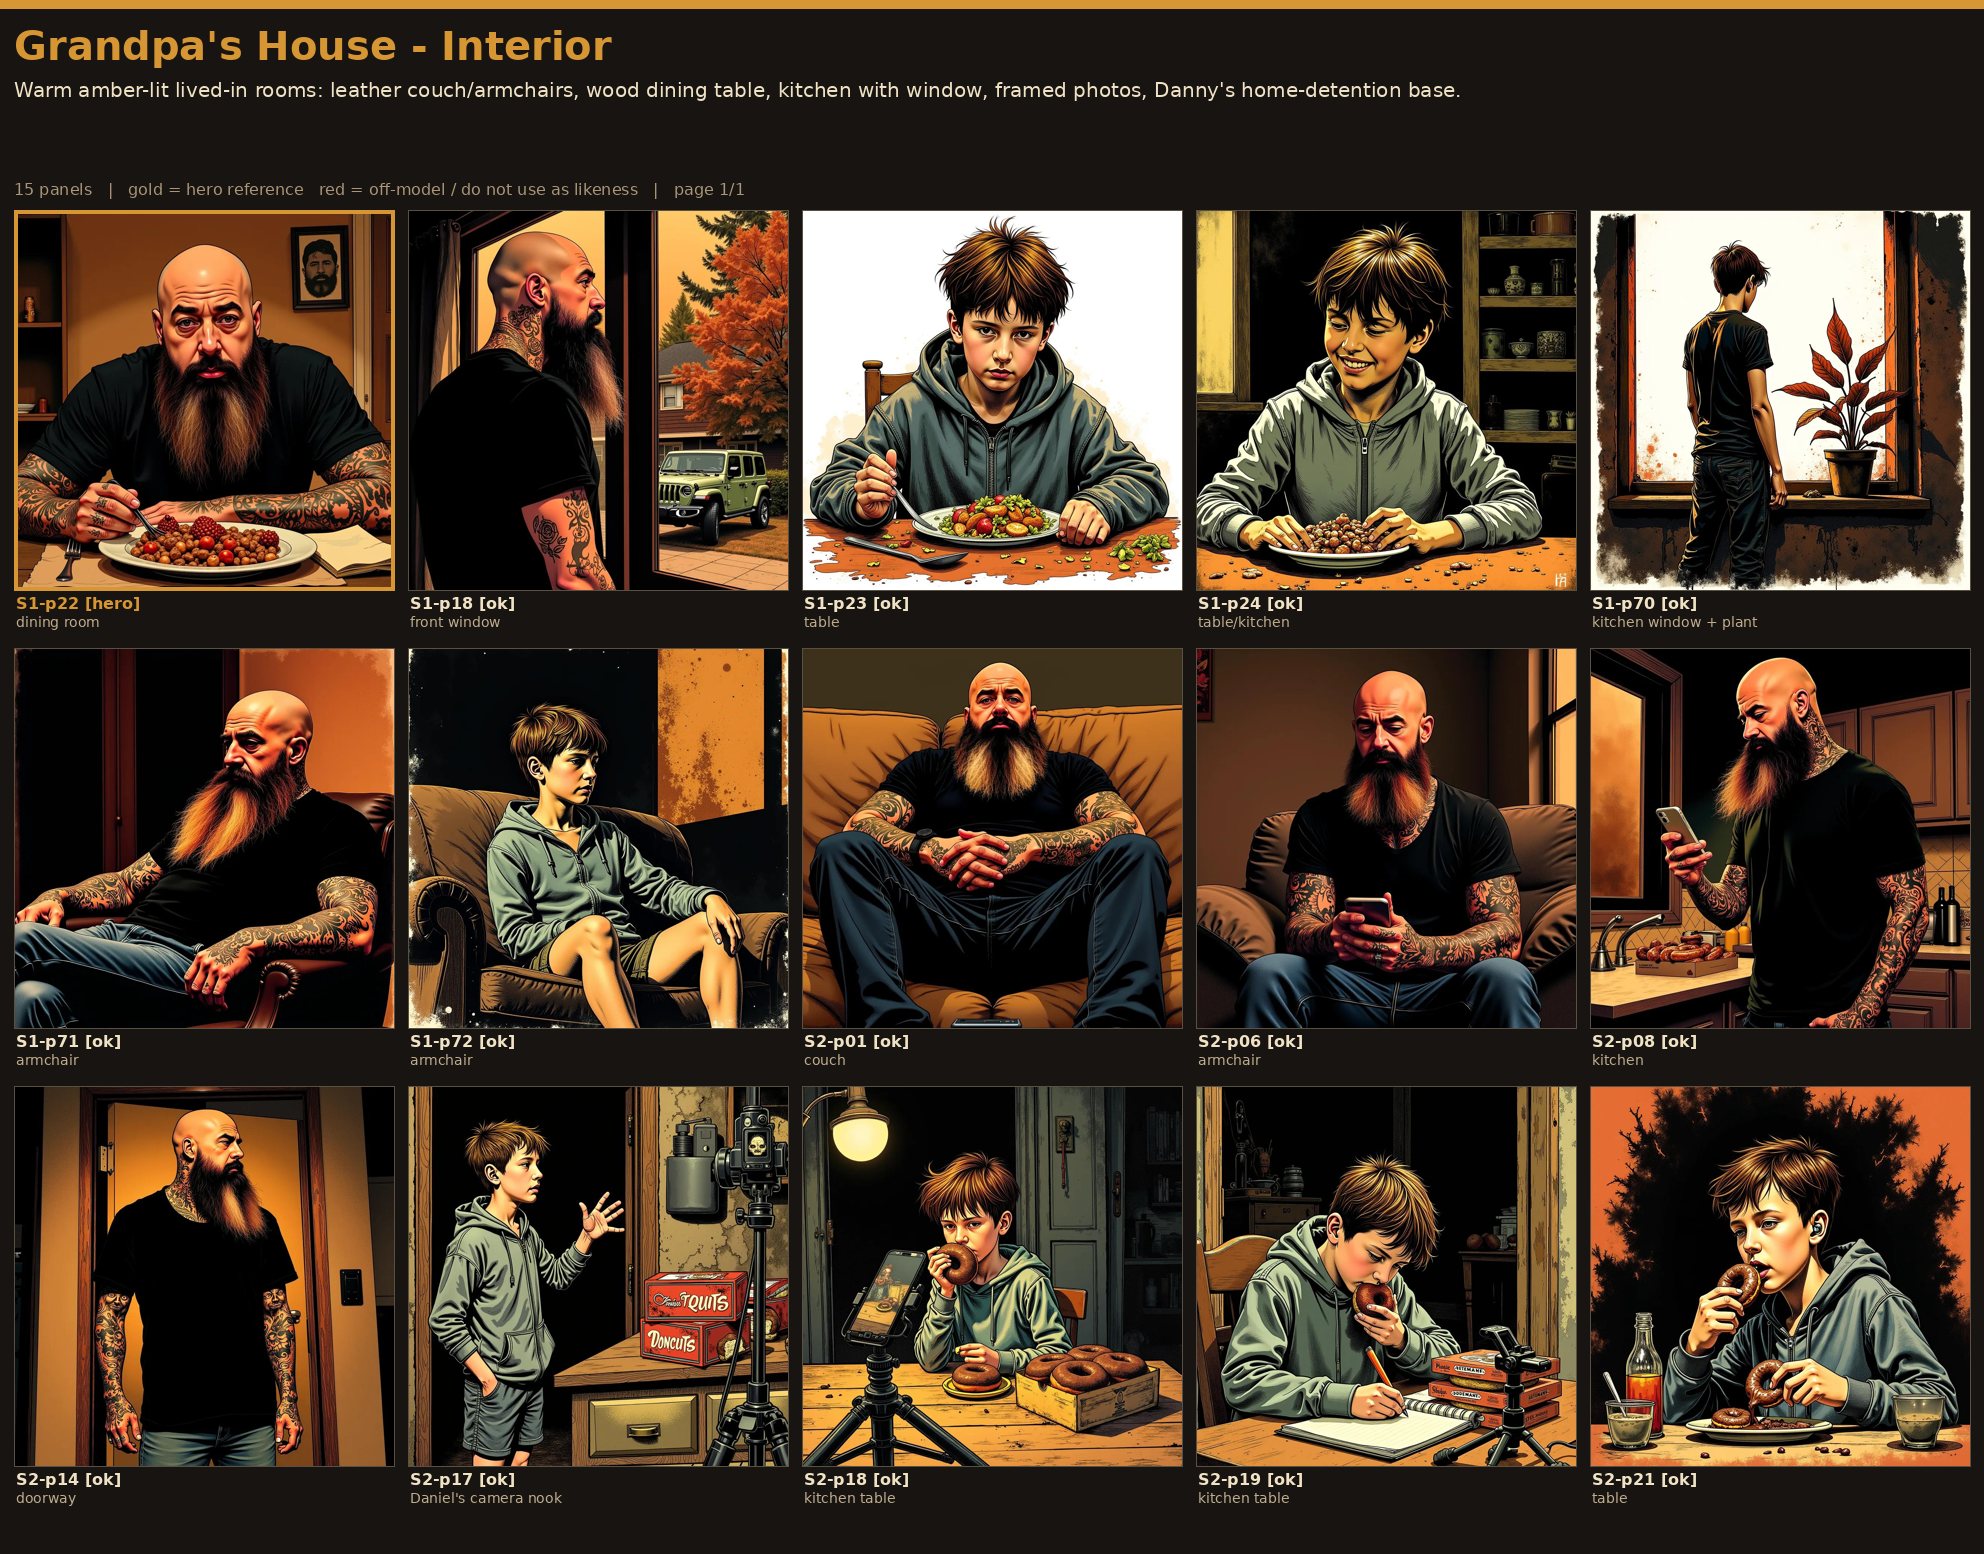 Grandpa's House - Interior
Warm amber-lit lived-in rooms: leather couch/armchairs, wood dining table, kitchen with window, framed photos, Danny's home-detention base.
15 panels | gold = hero reference red = off-model / do not use as likeness | page 1/1
S1-p22 [hero]
dining room
S1-p18 [ok]
front window
S1-p23 [ok]
table
S1-p24 [ok]
table/kitchen
S1-p70 [ok]
kitchen window + plant
S1-p71 [ok]
armchair
S1-p72 [ok]
armchair
S2-p01 [ok]
couch
S2-p06 [ok]
armchair
S2-p08 [ok]
kitchen
TQUITS
DONCUTS
S2-p14 [ok]
doorway
S2-p17 [ok]
Daniel's camera nook
S2-p18 [ok]
kitchen table
S2-p19 [ok]
kitchen table
S2-p21 [ok]
table